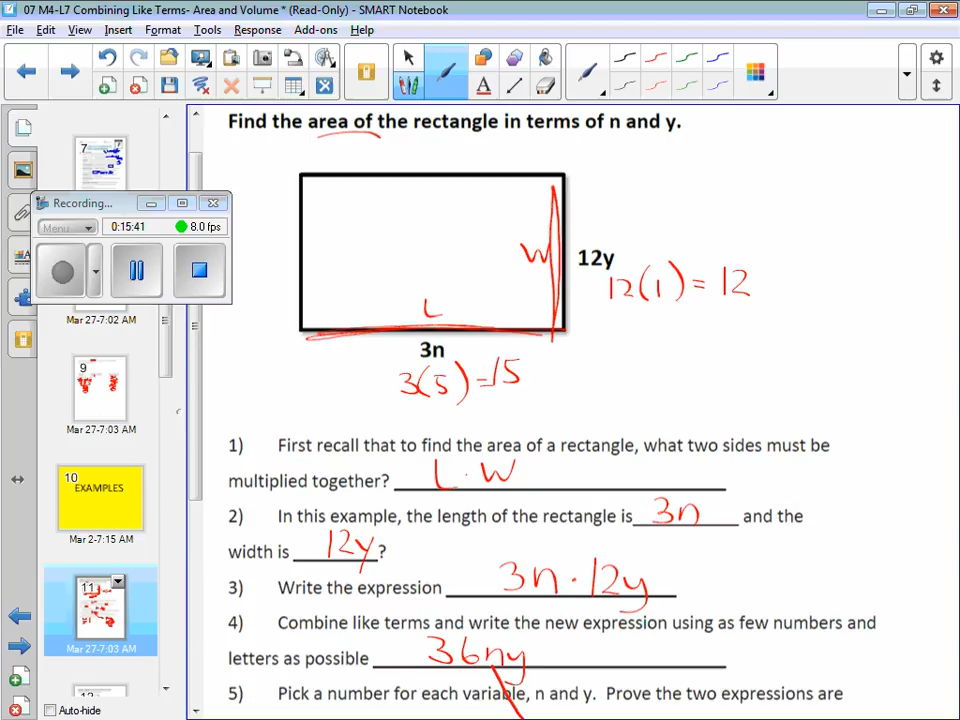 07 M4-L7 Combining Like Terms- Area and Volume * (Read-Only) - SMART Notebook
File Edit View Insert Format Tools Response Add-ons Help
Find the area of the rectangle in terms of n and y.
7
Recording...
Menu 0:15:41 8.0 fps
W 12y
12(1) = 12
L
Mar 27-7:02 AM
3n
3(5) = 15
9
Mar 27-7:03 AM
1) First recall that to find the area of a rectangle, what two sides must be
multiplied together? L · W
10
EXAMPLES
Mar 2-7:15 AM
2) In this example, the length of the rectangle is 3n and the
width is 12y ?
11
3) Write the expression 3n · 12y
4) Combine like terms and write the new expression using as few numbers and
letters as possible 36ny
Mar 27-7:03 AM
5) Pick a number for each variable, n and y. Prove the two expressions are
12
Auto-hide